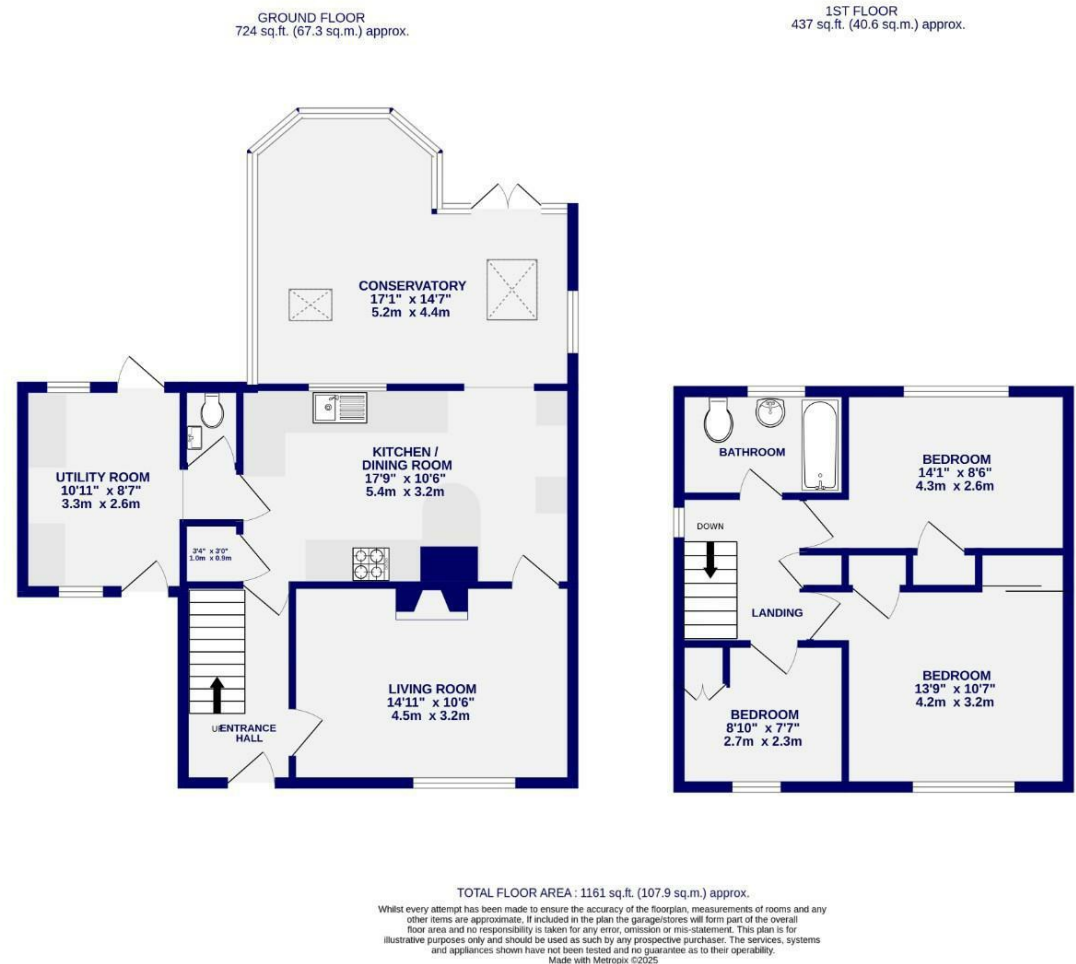 GROUND FLOOR
724 sq.ft. (67.3 sq.m.) approx.
1ST FLOOR
437 sq.ft. (40.6 sq.m.) approx.
CONSERVATORY
17'1" x 14'7"
5.2m x 4.4m
KITCHEN /
DINING ROOM
17'9" x 10'6"
5.4m x 3.2m
UTILITY ROOM
10'11" x 8'7"
3.3m x 2.6m
3'4" x 3'0"
1.0m x 0.9m
LIVING ROOM
14'11" x 10'6"
4.5m x 3.2m
UP
ENTRANCE
HALL
BATHROOM
BEDROOM
14'1" x 8'6"
4.3m x 2.6m
DOWN
LANDING
BEDROOM
13'9" x 10'7"
4.2m x 3.2m
BEDROOM
8'10" x 7'7"
2.7m x 2.3m
TOTAL FLOOR AREA : 1161 sq.ft. (107.9 sq.m.) approx.
Whilst every attempt has been made to ensure the accuracy of the floorplan, measurements of rooms and any
other items are approximate, If included in the plan the garage/stores will form part of the overall
floor area and no responsibility is taken for any error, omission or mis-statement. This plan is for
illustrative purposes only and should be used as such by any prospective purchaser. The services, systems
and appliances shown have not been tested and no guarantee as to their operability.
Made with Metropix ©2025